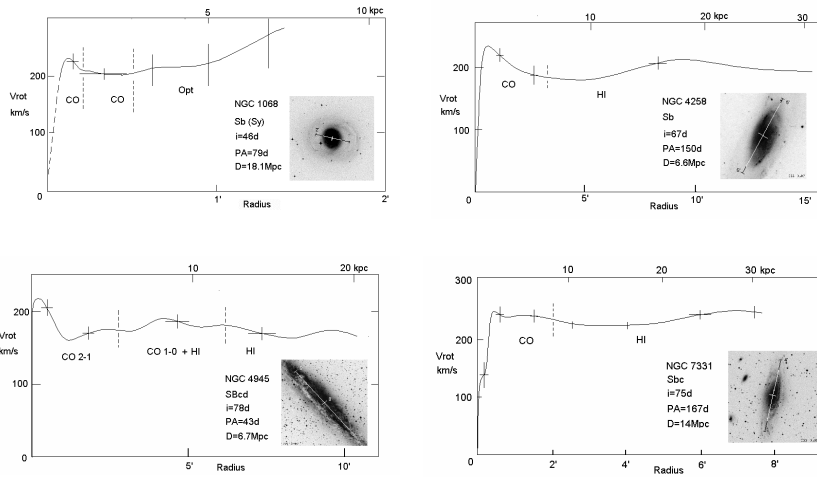 5 10 kpc
200
Vrot
km/s
100
0
CO CO Opt
NGC 1068
Sb (Sy)
i=46d
PA=79d
D=18.1Mpc
1' 2'
Radius
10 20 kpc 30
200
Vrot
km/s
100
0
CO HI
NGC 4258
Sb
i=67d
PA=150d
D=6.6Mpc
5' 10' 15'
Radius
10 20 kpc
200
Vrot
km/s
100
0
CO 2-1 CO 1-0 + HI HI
NGC 4945
SBcd
i=78d
PA=43d
D=6.7Mpc
5' 10'
Radius
10 20 30 kpc
300
200
Vrot
km/s
100
0
CO HI
NGC 7331
Sbc
i=75d
PA=167d
D=14Mpc
0 2' 4' 6' 8'
Radius